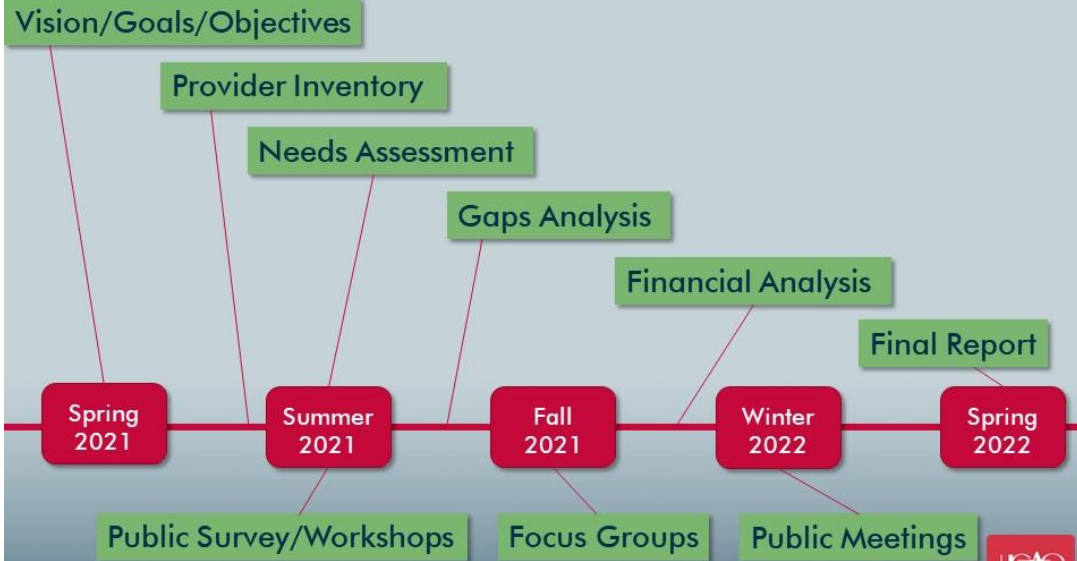 Vision/Goals/Objectives
Provider Inventory
Needs Assessment
Gaps Analysis
Financial Analysis
Final Report
Spring
2021
Summer
2021
Fall
2021
Winter
2022
Spring
2022
Public Survey/Workshops
Focus Groups
Public Meetings